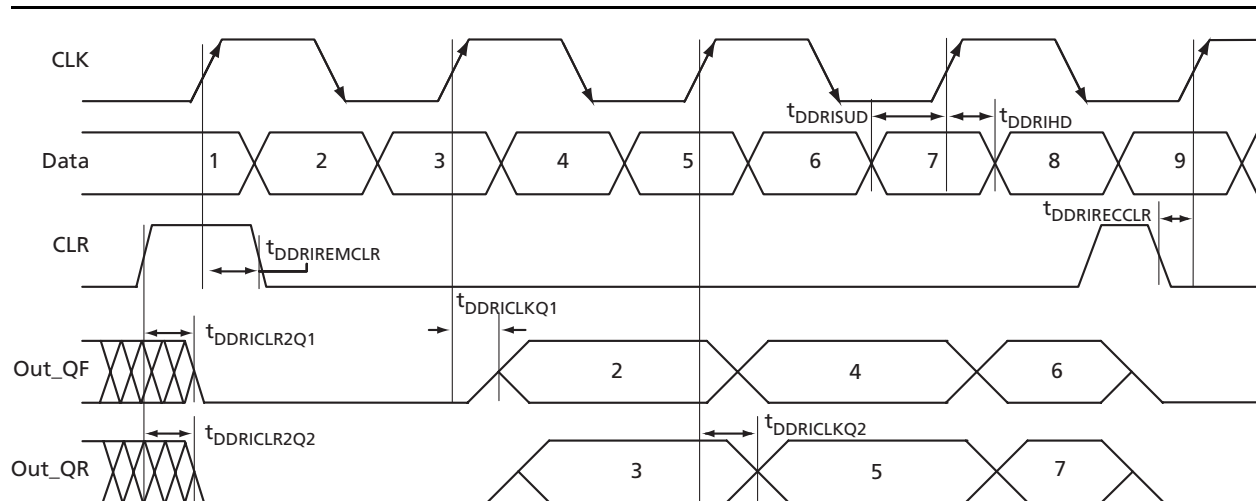 CLK
tDDRISUD
tDDRIHD
Data 1 2 3 4 5 6 7 8 9
tDDRIRECCLR
CLR
tDDRIREMCLR
tDDRICLKQ1
tDDRICLR2Q1
Out_QF 2 4 6
tDDRICLR2Q2
tDDRICLKQ2
Out_QR 3 5 7